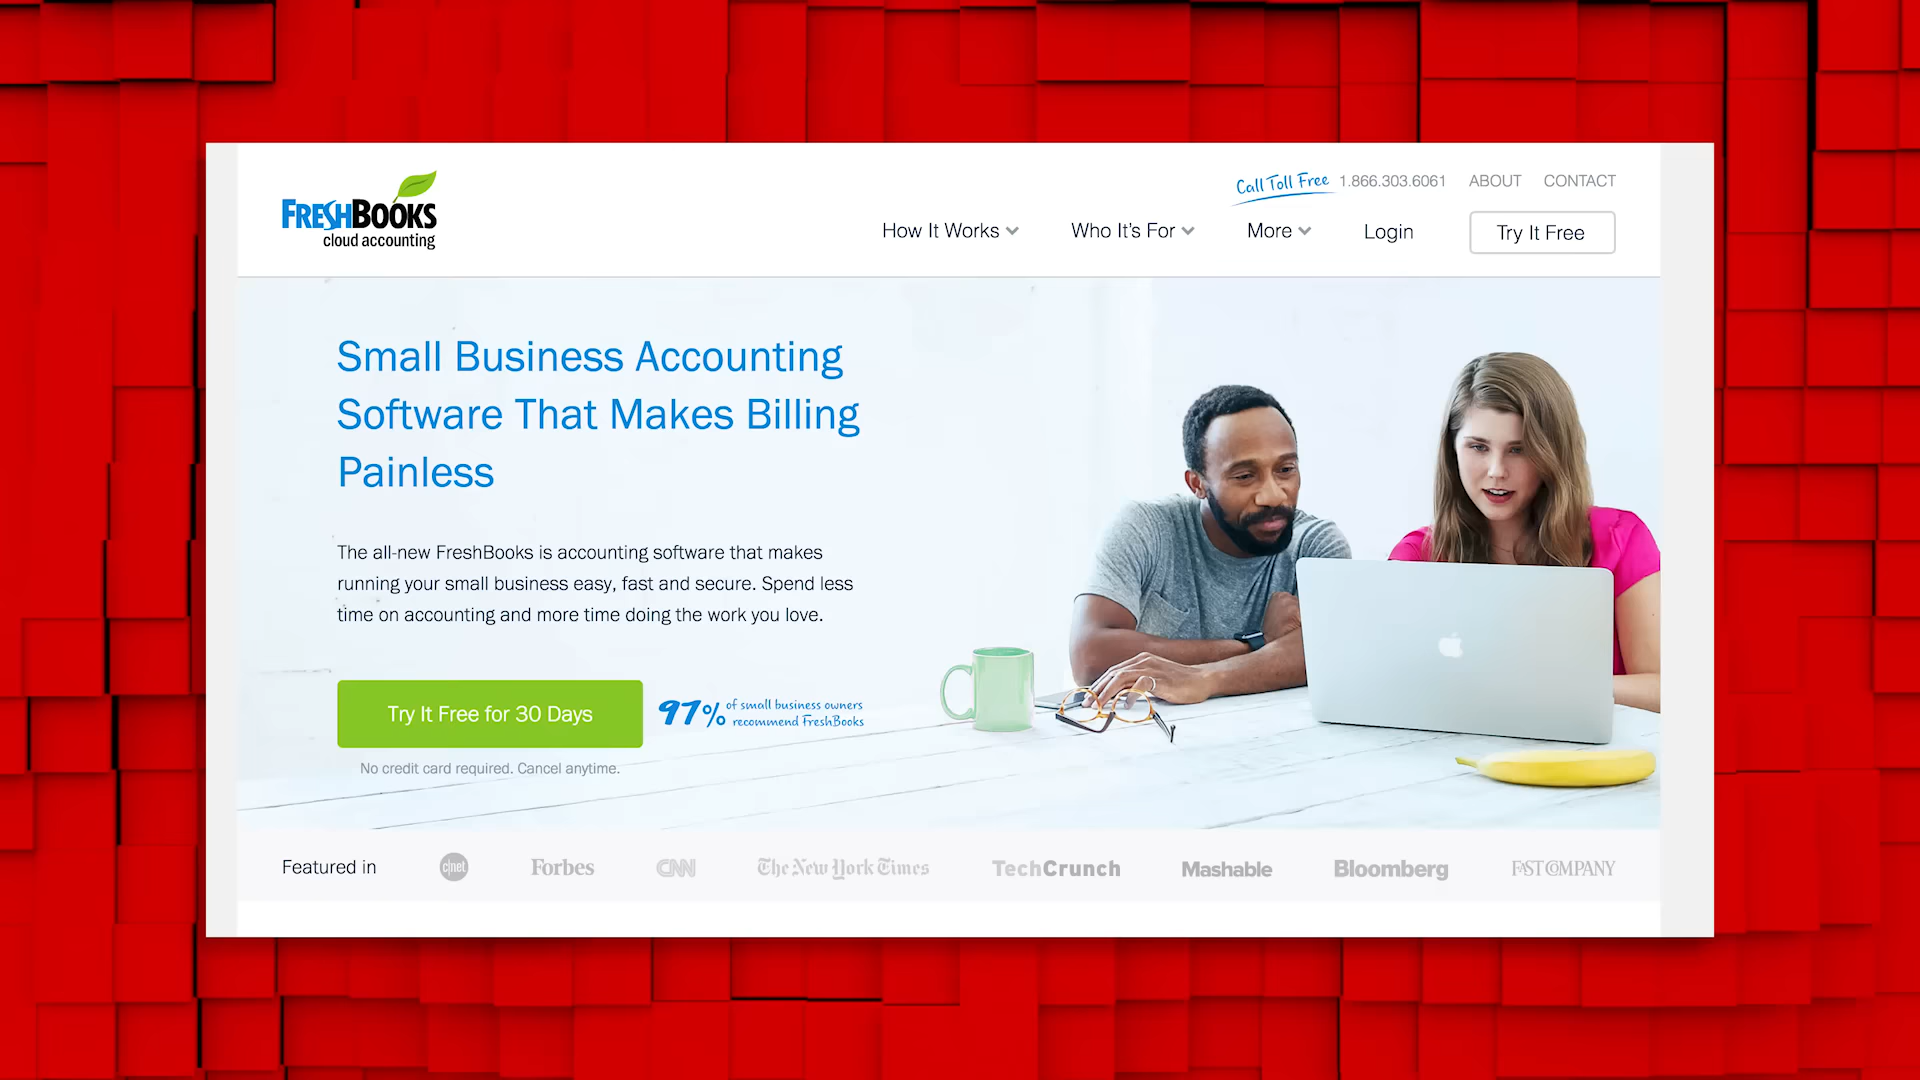 FRESHBOOKS
cloud accounting
Call Toll Free 1.866.303.6061 ABOUT CONTACT
How It Works Who It's For More Login Try It Free
Small Business Accounting
Software That Makes Billing
Painless
The all-new FreshBooks is accounting software that makes
running your small business easy, fast and secure. Spend less
time on accounting and more time doing the work you love.
Try It Free for 30 Days
97% of small business owners
recommend FreshBooks
No credit card required. Cancel anytime.
Featured in c|net Forbes CNN The New York Times TechCrunch Mashable Bloomberg FAST COMPANY